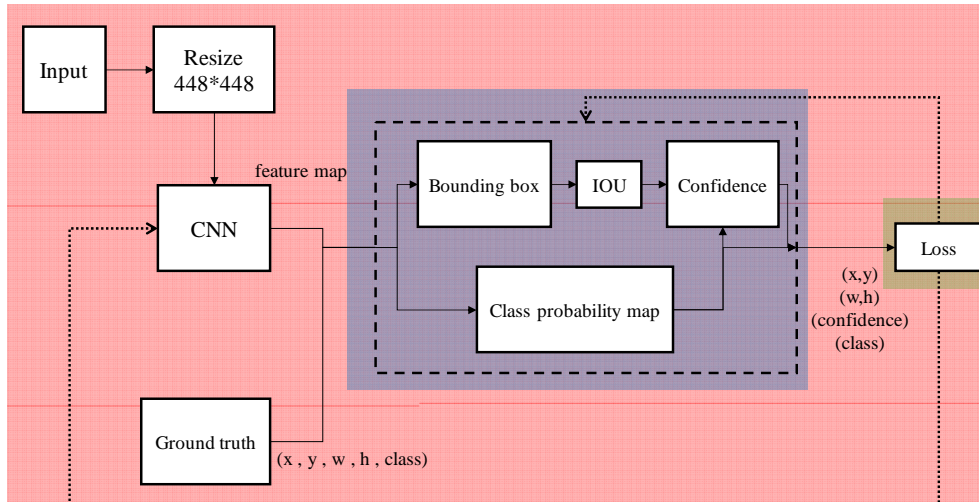 Input
Resize
448*448
feature map
Bounding box
IOU
Confidence
CNN
Loss
Class probability map
(x,y)
(w,h)
(confidence)
(class)
Ground truth
(x , y , w , h , class)